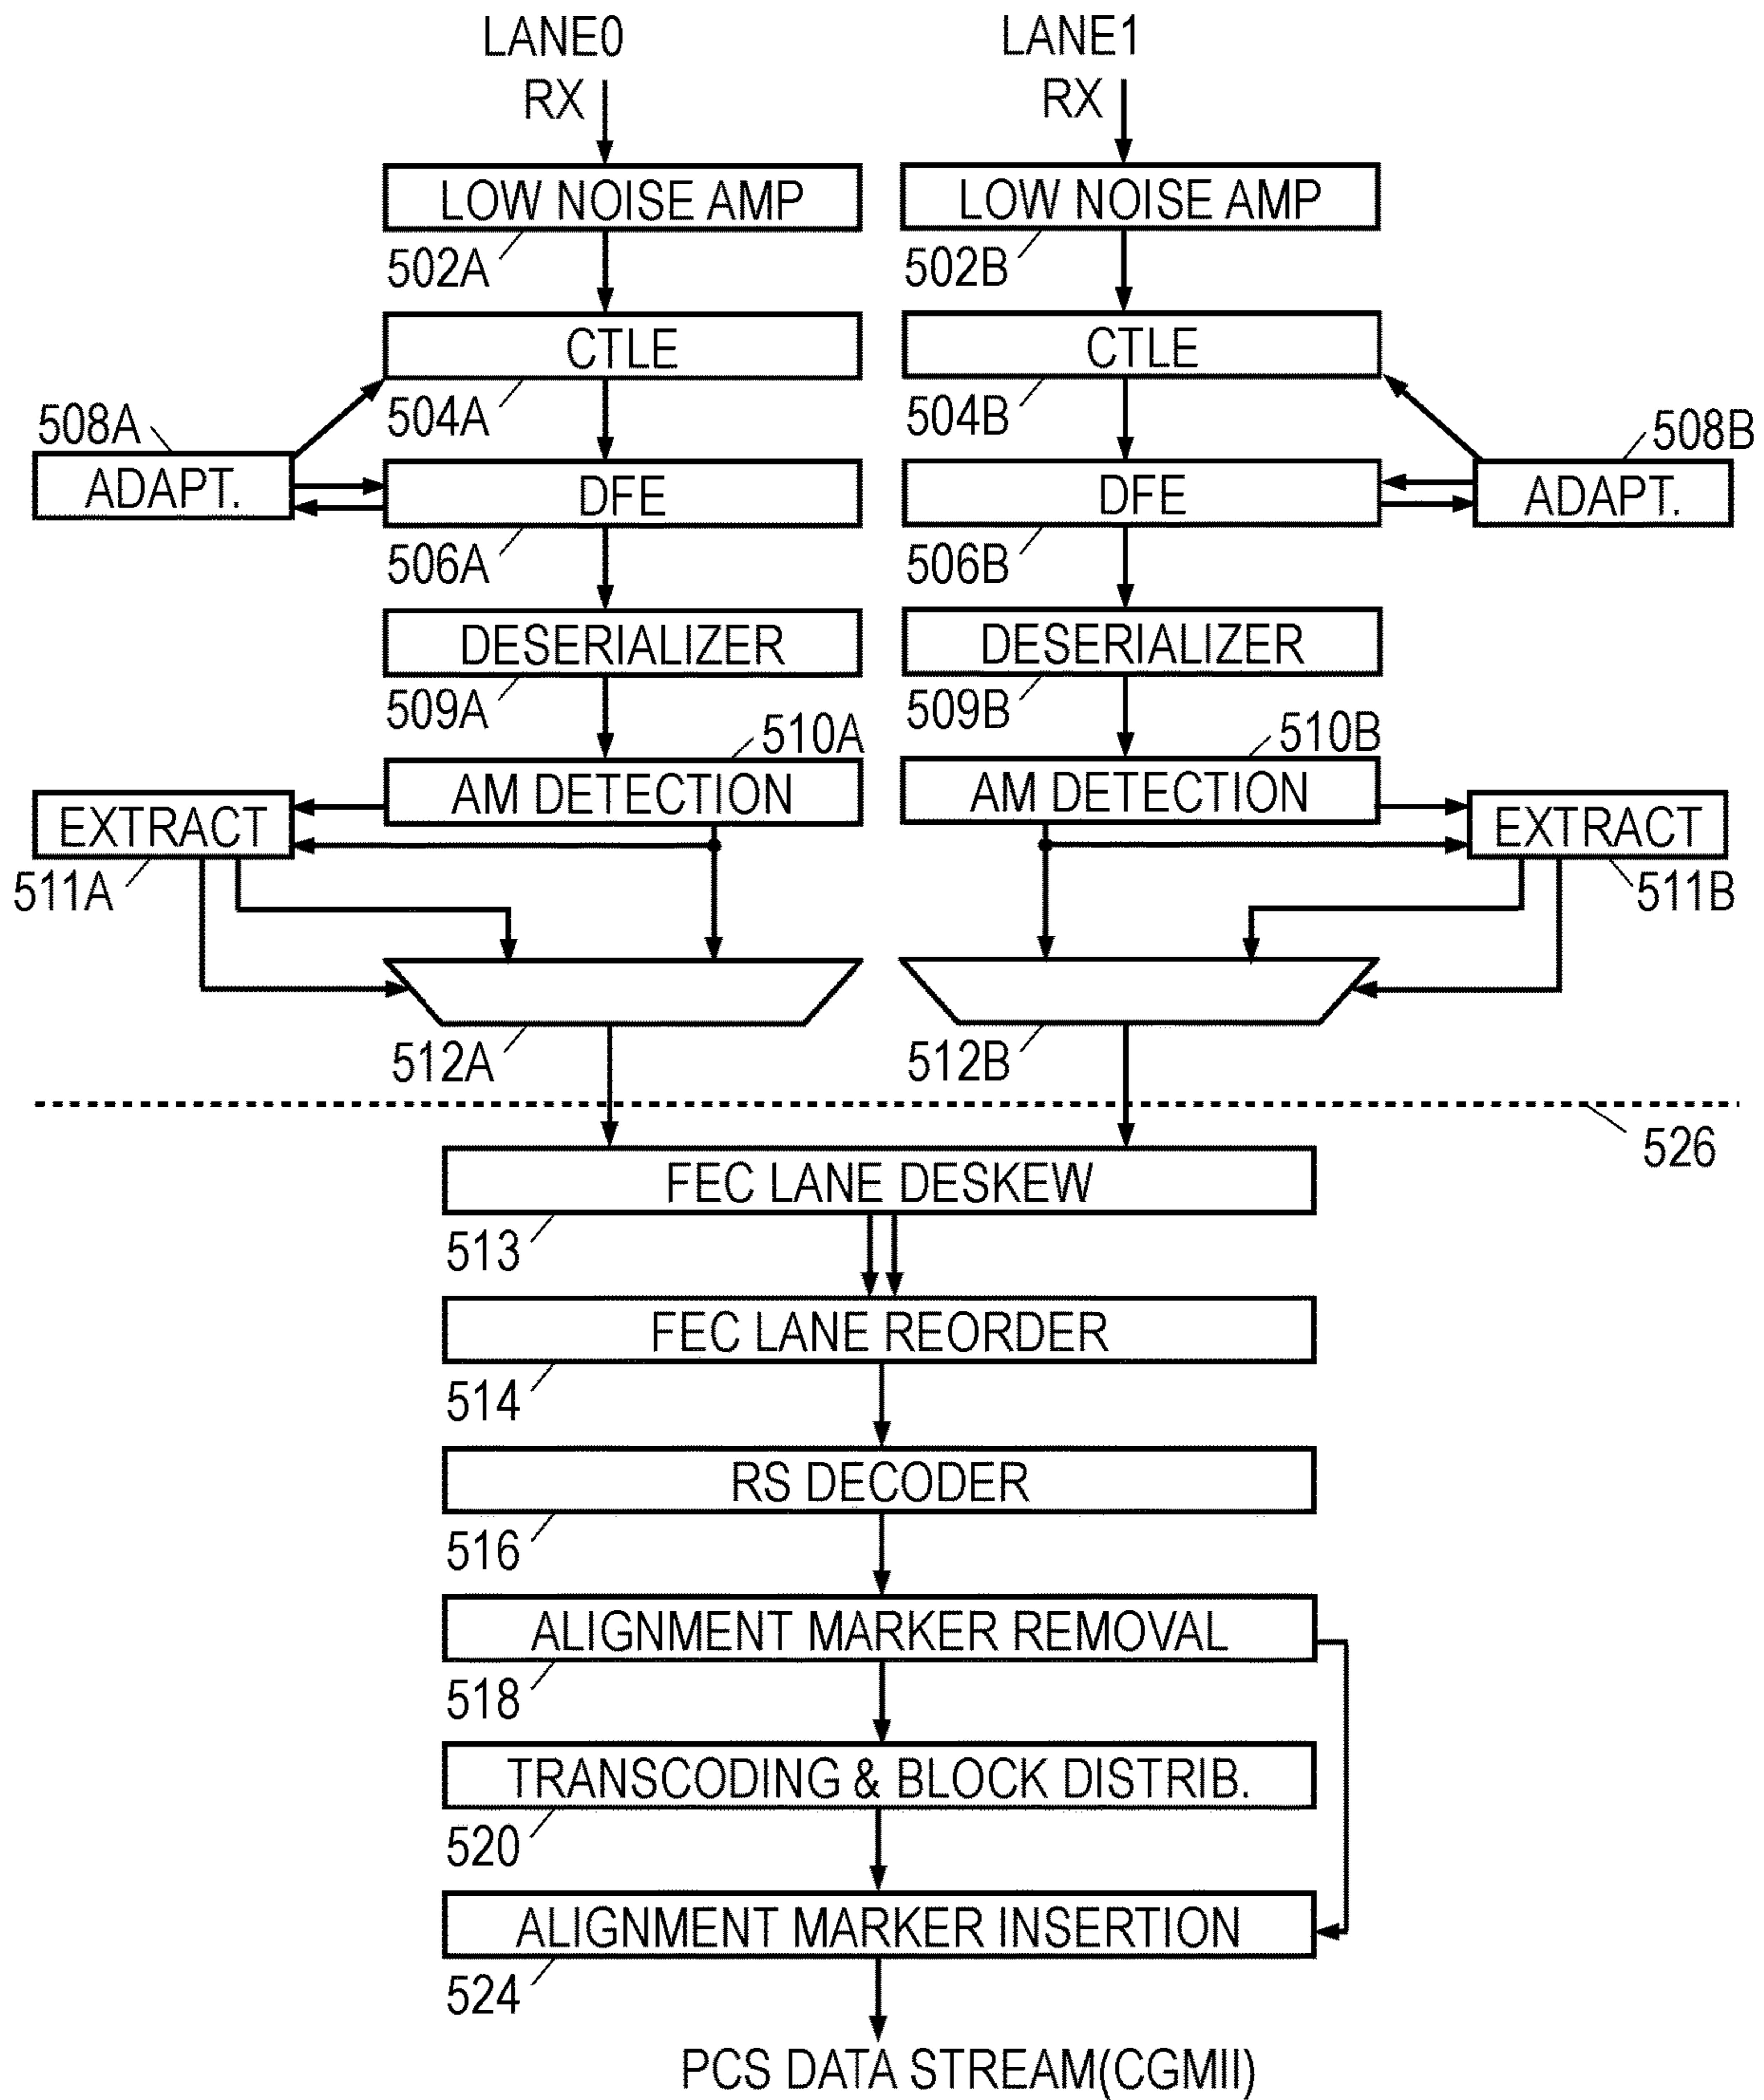 LANE0
LANE1
RX
RX
LOW NOISE AMP
LOW NOISE AMP
502A
502B
CTLE
CTLE
504A
504B
508A
508B
ADAPT.
DFE
DFE
ADAPT.
506A
506B
DESERIALIZER
DESERIALIZER
509A
509B
510A
510B
AM DETECTION
AM DETECTION
EXTRACT
EXTRACT
511A
511B
512A
512B
526
FEC LANE DESKEW
513
FEC LANE REORDER
514
RS DECODER
516
ALIGNMENT MARKER REMOVAL
518
TRANSCODING & BLOCK DISTRIB.
520
ALIGNMENT MARKER INSERTION
524
PCS DATA STREAM(CGMII)